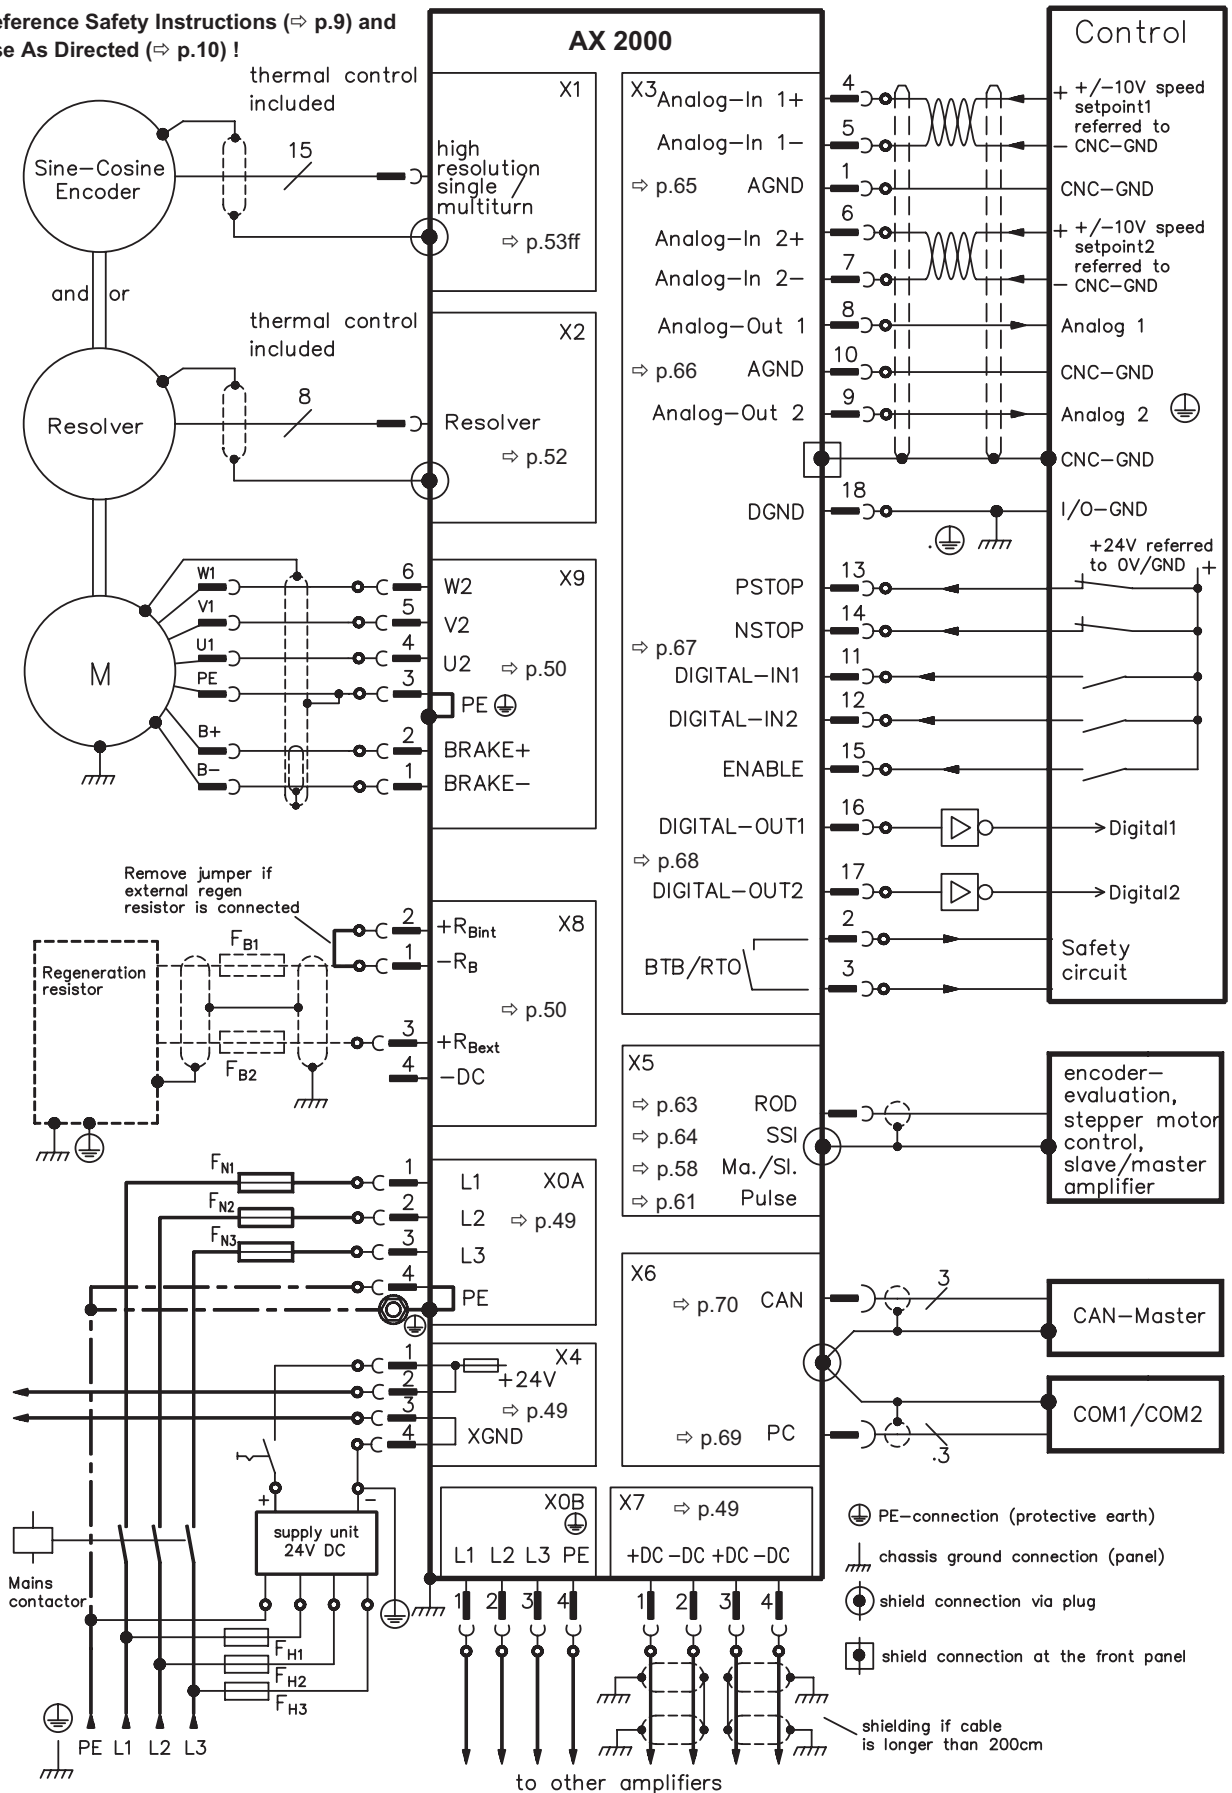 eference Safety Instructions (⇨ p.9) and
se As Directed (⇨ p.10) !
AX 2000
Control
thermal control
included
Sine-Cosine
Encoder
15
X1
high
resolution
single
multiturn
⇨ p.53ff
and or
thermal control
included
Resolver
8
X2
Resolver
⇨ p.52
M
W1
V1
U1
PE
B+
B-
6
5
4
3
2
1
X9
W2
V2
U2
⇨ p.50
PE
BRAKE+
BRAKE-
Remove jumper if
external regen
resistor is connected
Regeneration
resistor
FB1
FB2
2
1
3
4
X8
+RBint
-RB
⇨ p.50
+RBext
-DC
FN1
FN2
FN3
1
2
3
4
X0A
L1
L2
⇨ p.49
L3
PE
1
2
3
4
X4
+24V
⇨ p.49
XGND
+
-
supply unit
24V DC
Mains
contactor
FH1
FH2
FH3
PE L1 L2 L3
X0B
L1 L2 L3 PE
1 2 3 4
X7
⇨ p.49
+DC -DC +DC -DC
1 2 3 4
to other amplifiers
shielding if cable
is longer than 200cm
X3
Analog-In 1+
Analog-In 1-
⇨ p.65
AGND
Analog-In 2+
Analog-In 2-
Analog-Out 1
⇨ p.66
AGND
Analog-Out 2
DGND
PSTOP
NSTOP
⇨ p.67
DIGITAL-IN1
DIGITAL-IN2
ENABLE
DIGITAL-OUT1
⇨ p.68
DIGITAL-OUT2
BTB/RTO
4
5
1
6
7
8
10
9
18
13
14
11
12
15
16
17
2
3
+ +/-10V speed
setpoint1
referred to
- CNC-GND
CNC-GND
+ +/-10V speed
setpoint2
referred to
- CNC-GND
Analog 1
CNC-GND
Analog 2
CNC-GND
I/O-GND
+24V referred
to 0V/GND
+
Digital1
Digital2
Safety
circuit
X5
⇨ p.63 ROD
⇨ p.64 SSI
⇨ p.58 Ma./Sl.
⇨ p.61 Pulse
encoder-
evaluation,
stepper motor
control,
slave/master
amplifier
X6
⇨ p.70 CAN
3
CAN-Master
⇨ p.69 PC
.3
COM1/COM2
PE-connection (protective earth)
chassis ground connection (panel)
shield connection via plug
shield connection at the front panel